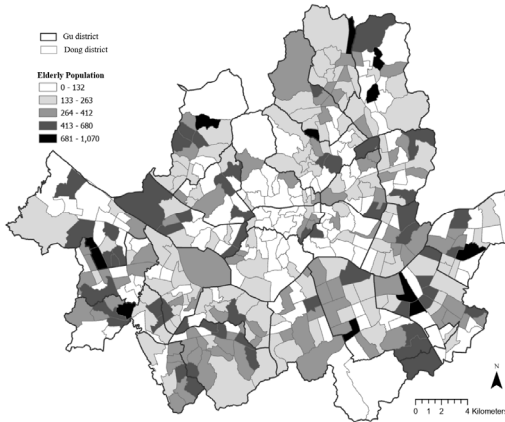 Gu district
Dong district
Elderly Population
0 - 132
133 - 263
264 - 412
413 - 680
681 - 1,070
N
0 1 2 4 Kilometers